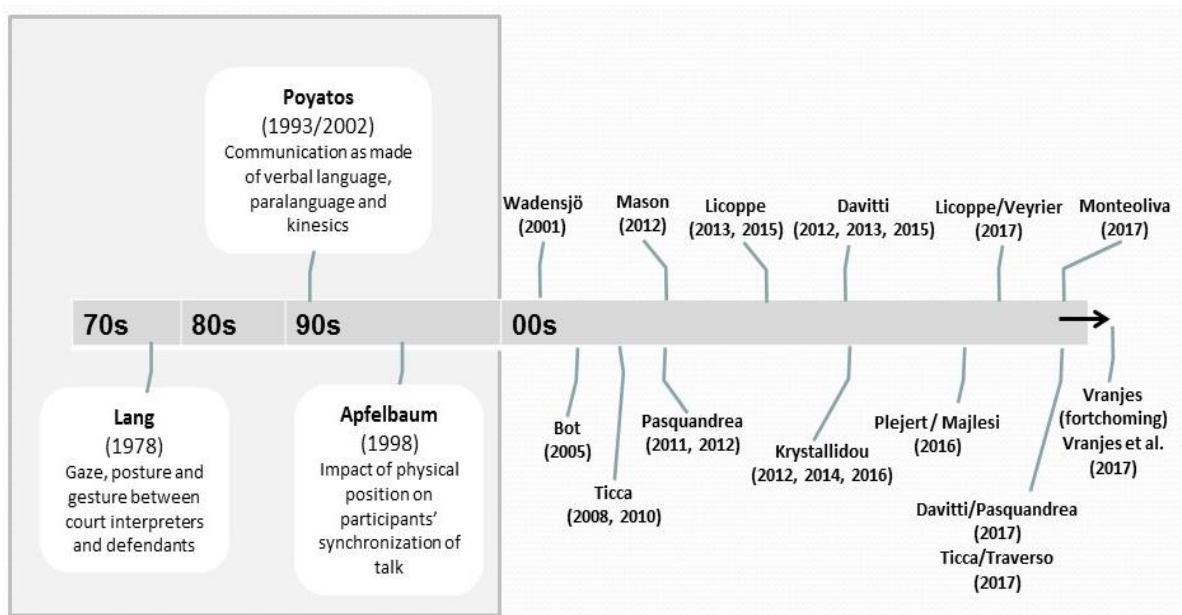 Poyatos
(1993/2002)
Communication as made
of verbal language,
paralanguage and
kinesics
Wadensjö
(2001)
Mason
(2012)
Licoppe
(2013, 2015)
Davitti
(2012, 2013, 2015)
Licoppe/Veyrier
(2017)
Monteoliva
(2017)
70s
80s
90s
00s
Lang
(1978)
Gaze, posture and
gesture between
court interpreters
and defendants
Apfelbaum
(1998)
Impact of physical
position on
participants’
synchronization of
talk
Bot
(2005)
Ticca
(2008, 2010)
Pasquandrea
(2011, 2012)
Krystallidou
(2012, 2014, 2016)
Plejert / Majlesi
(2016)
Davitti/Pasquandrea
(2017)
Ticca/Traverso
(2017)
Vranjes
(fortchoming)
Vranjes et al.
(2017)